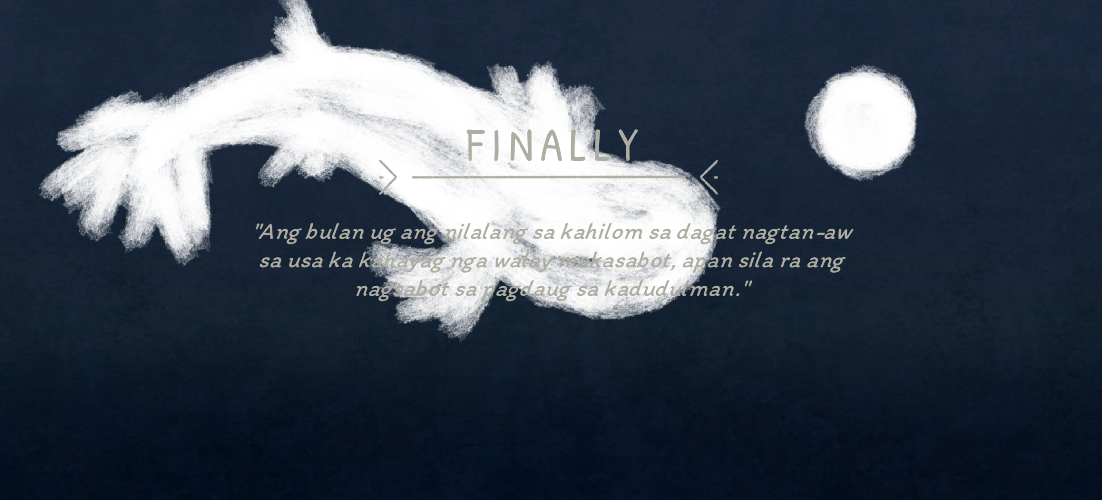 FINALLY
"Ang bulan ug ang nilalang sa kahilom sa dagat nagtan-aw
sa usa ka kahayag nga walay makasabot, apan sila ra ang
nagsabot sa pagdaug sa kadudulman."